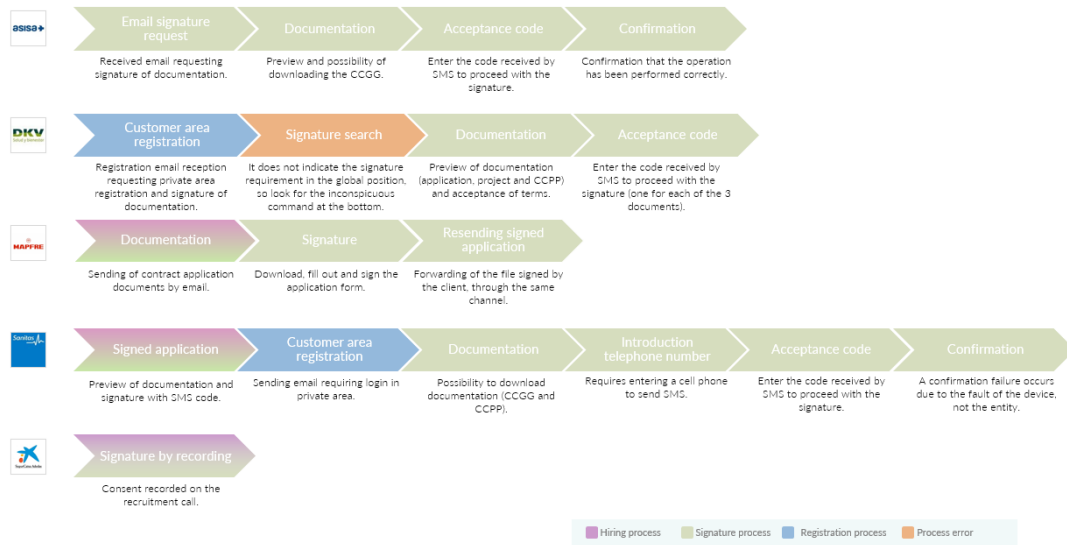 asisa+
Email signature
request
Documentation
Acceptance code
Confirmation
Received email requesting
signature of documentation.
Preview and possibility of
downloading the CCGG.
Enter the code received by
SMS to proceed with the
signature.
Confirmation that the operation
has been performed correctly.
DKV
Customer area
registration
Signature search
Documentation
Acceptance code
Registration email reception
requesting private area
registration and signature of
documentation.
It does not indicate the signature
requirement in the global position,
so look for the inconspicuous
command at the bottom.
Preview of documentation
(application, project and CCPP)
and acceptance of terms.
Enter the code received by
SMS to proceed with the
signature (one for each of the 3
documents).
MAPFRE
Documentation
Signature
Resending signed
application
Sending of contract application
documents by email.
Download, fill out and sign the
application form.
Forwarding of the file signed by
the client, through the same
channel.
Sanitas
Signed application
Customer area
registration
Documentation
Introduction
telephone number
Acceptance code
Confirmation
Preview of documentation and
signature with SMS code.
Sending email requiring login in
private area.
Possibility to download
documentation (CCGG and
CCPP).
Requires entering a cell phone
to send SMS.
Enter the code received by
SMS to proceed with the
signature.
A confirmation failure occurs
due to the fault of the device,
not the entity.
SegurCaixa Adeslas
Signature by recording
Consent recorded on the
recruitment call.
Hiring process
Signature process
Registration process
Process error